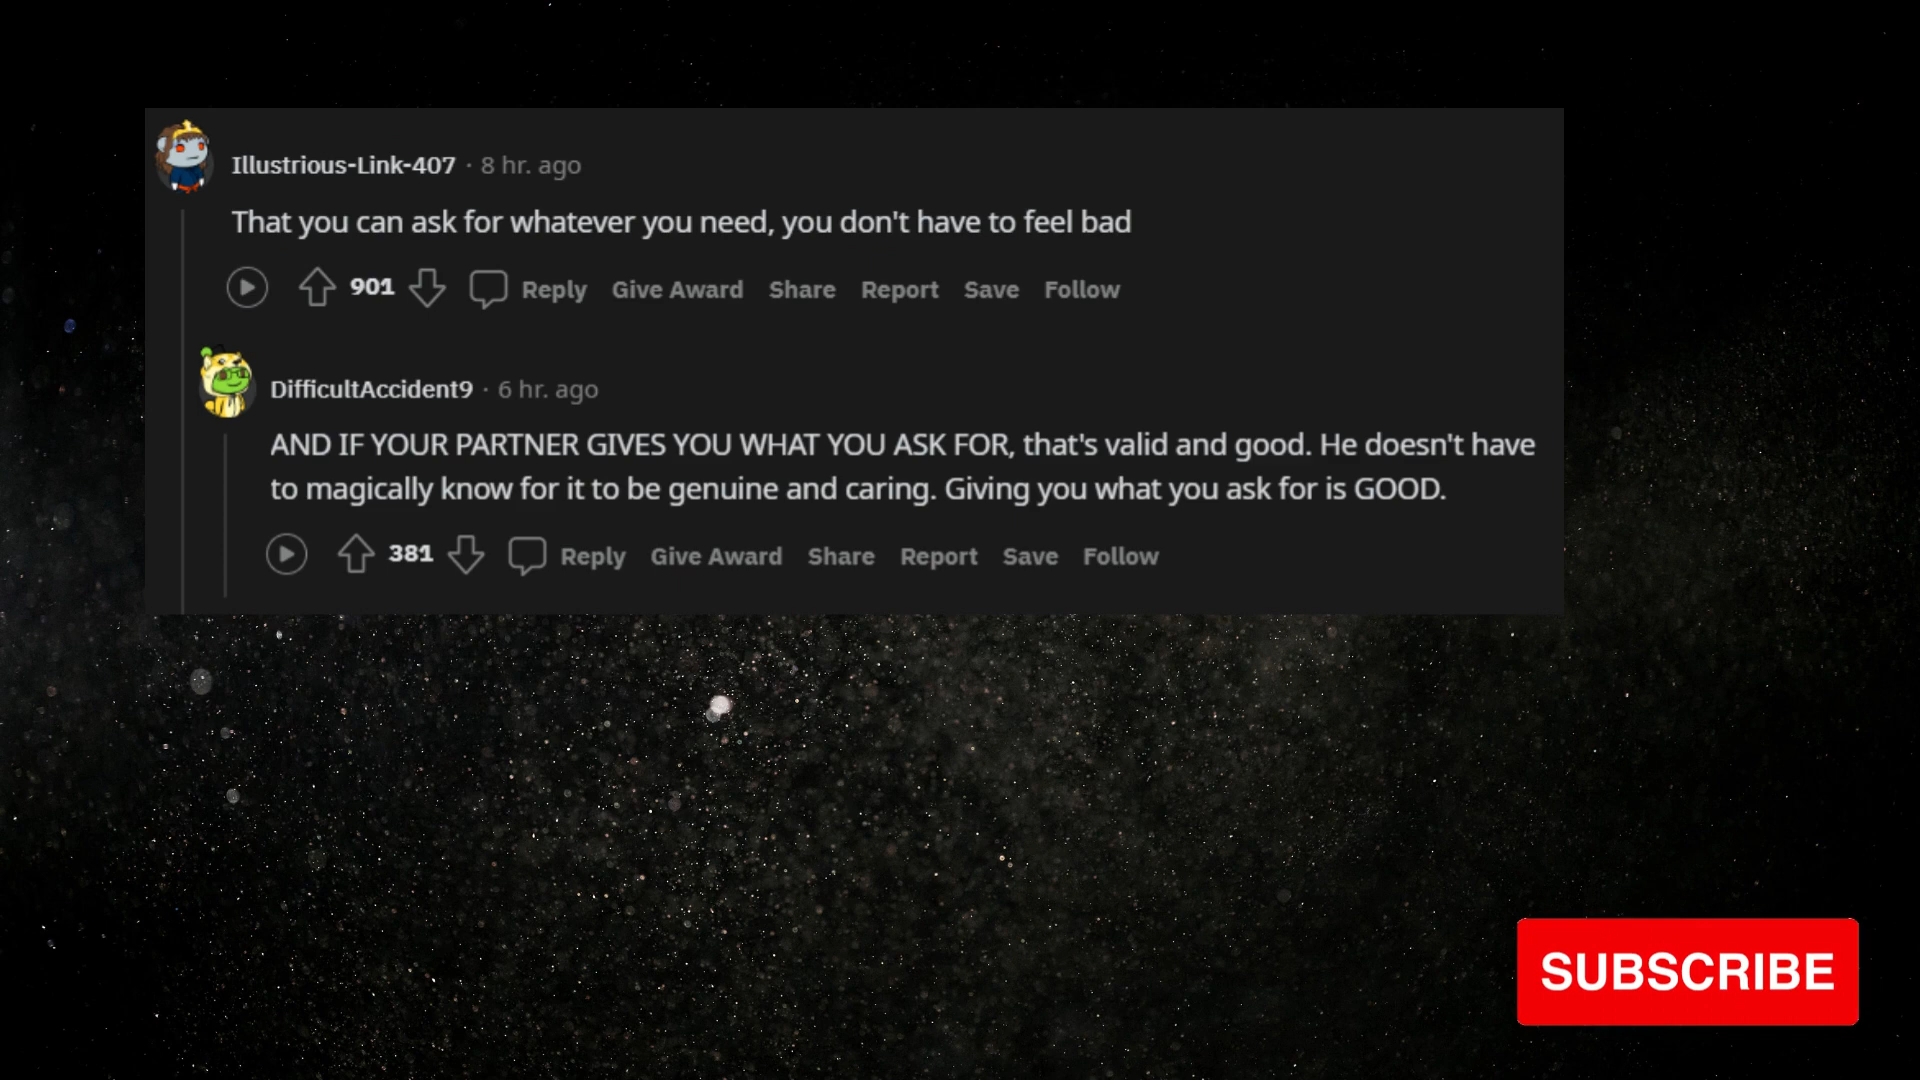 Illustrious-Link-407 · 8 hr. ago
That you can ask for whatever you need, you don't have to feel bad
901 Reply Give Award Share Report Save Follow
DifficultAccident9 · 6 hr. ago
AND IF YOUR PARTNER GIVES YOU WHAT YOU ASK FOR, that's valid and good. He doesn't have
to magically know for it to be genuine and caring. Giving you what you ask for is GOOD.
381 Reply Give Award Share Report Save Follow
SUBSCRIBE